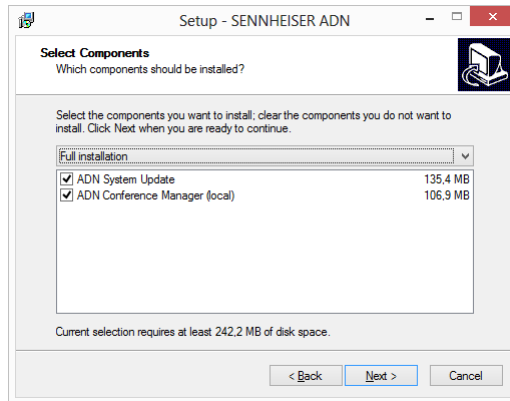 Setup - SENNHEISER ADN
Select Components
Which components should be installed?
Select the components you want to install; clear the components you do not want to
install. Click Next when you are ready to continue.
Full installation
ADN System Update 135,4 MB
ADN Conference Manager (local) 106,9 MB
Current selection requires at least 242,2 MB of disk space.
< Back Next > Cancel